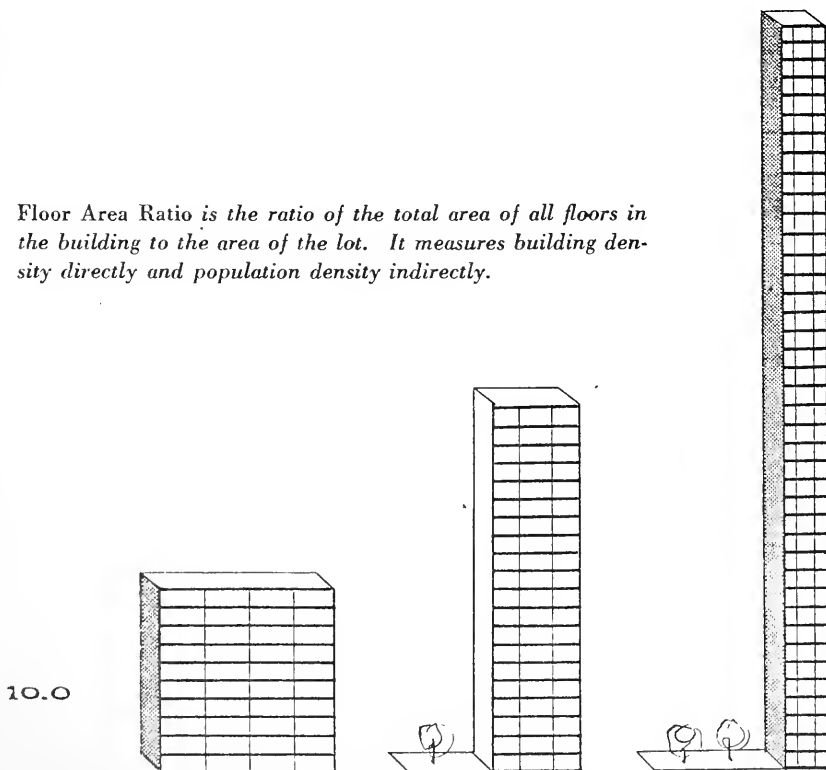 Floor Area Ratio is the ratio of the total area of all floors in
the building to the area of the lot. It measures building den-
sity directly and population density indirectly.
10.0